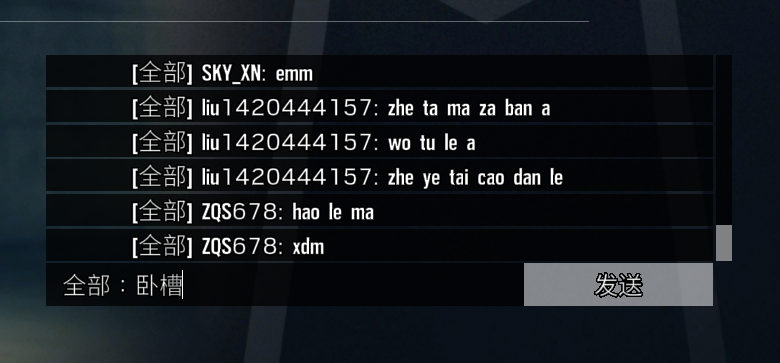 [全部] SKY_XN: emm
[全部] liu1420444157: zhe ta ma za ban a
[全部] liu1420444157: wo tu le a
[全部] liu1420444157: zhe ye tai cao dan le
[全部] ZQS678: hao le ma
[全部] ZQS678: xdm
全部：卧槽 发送